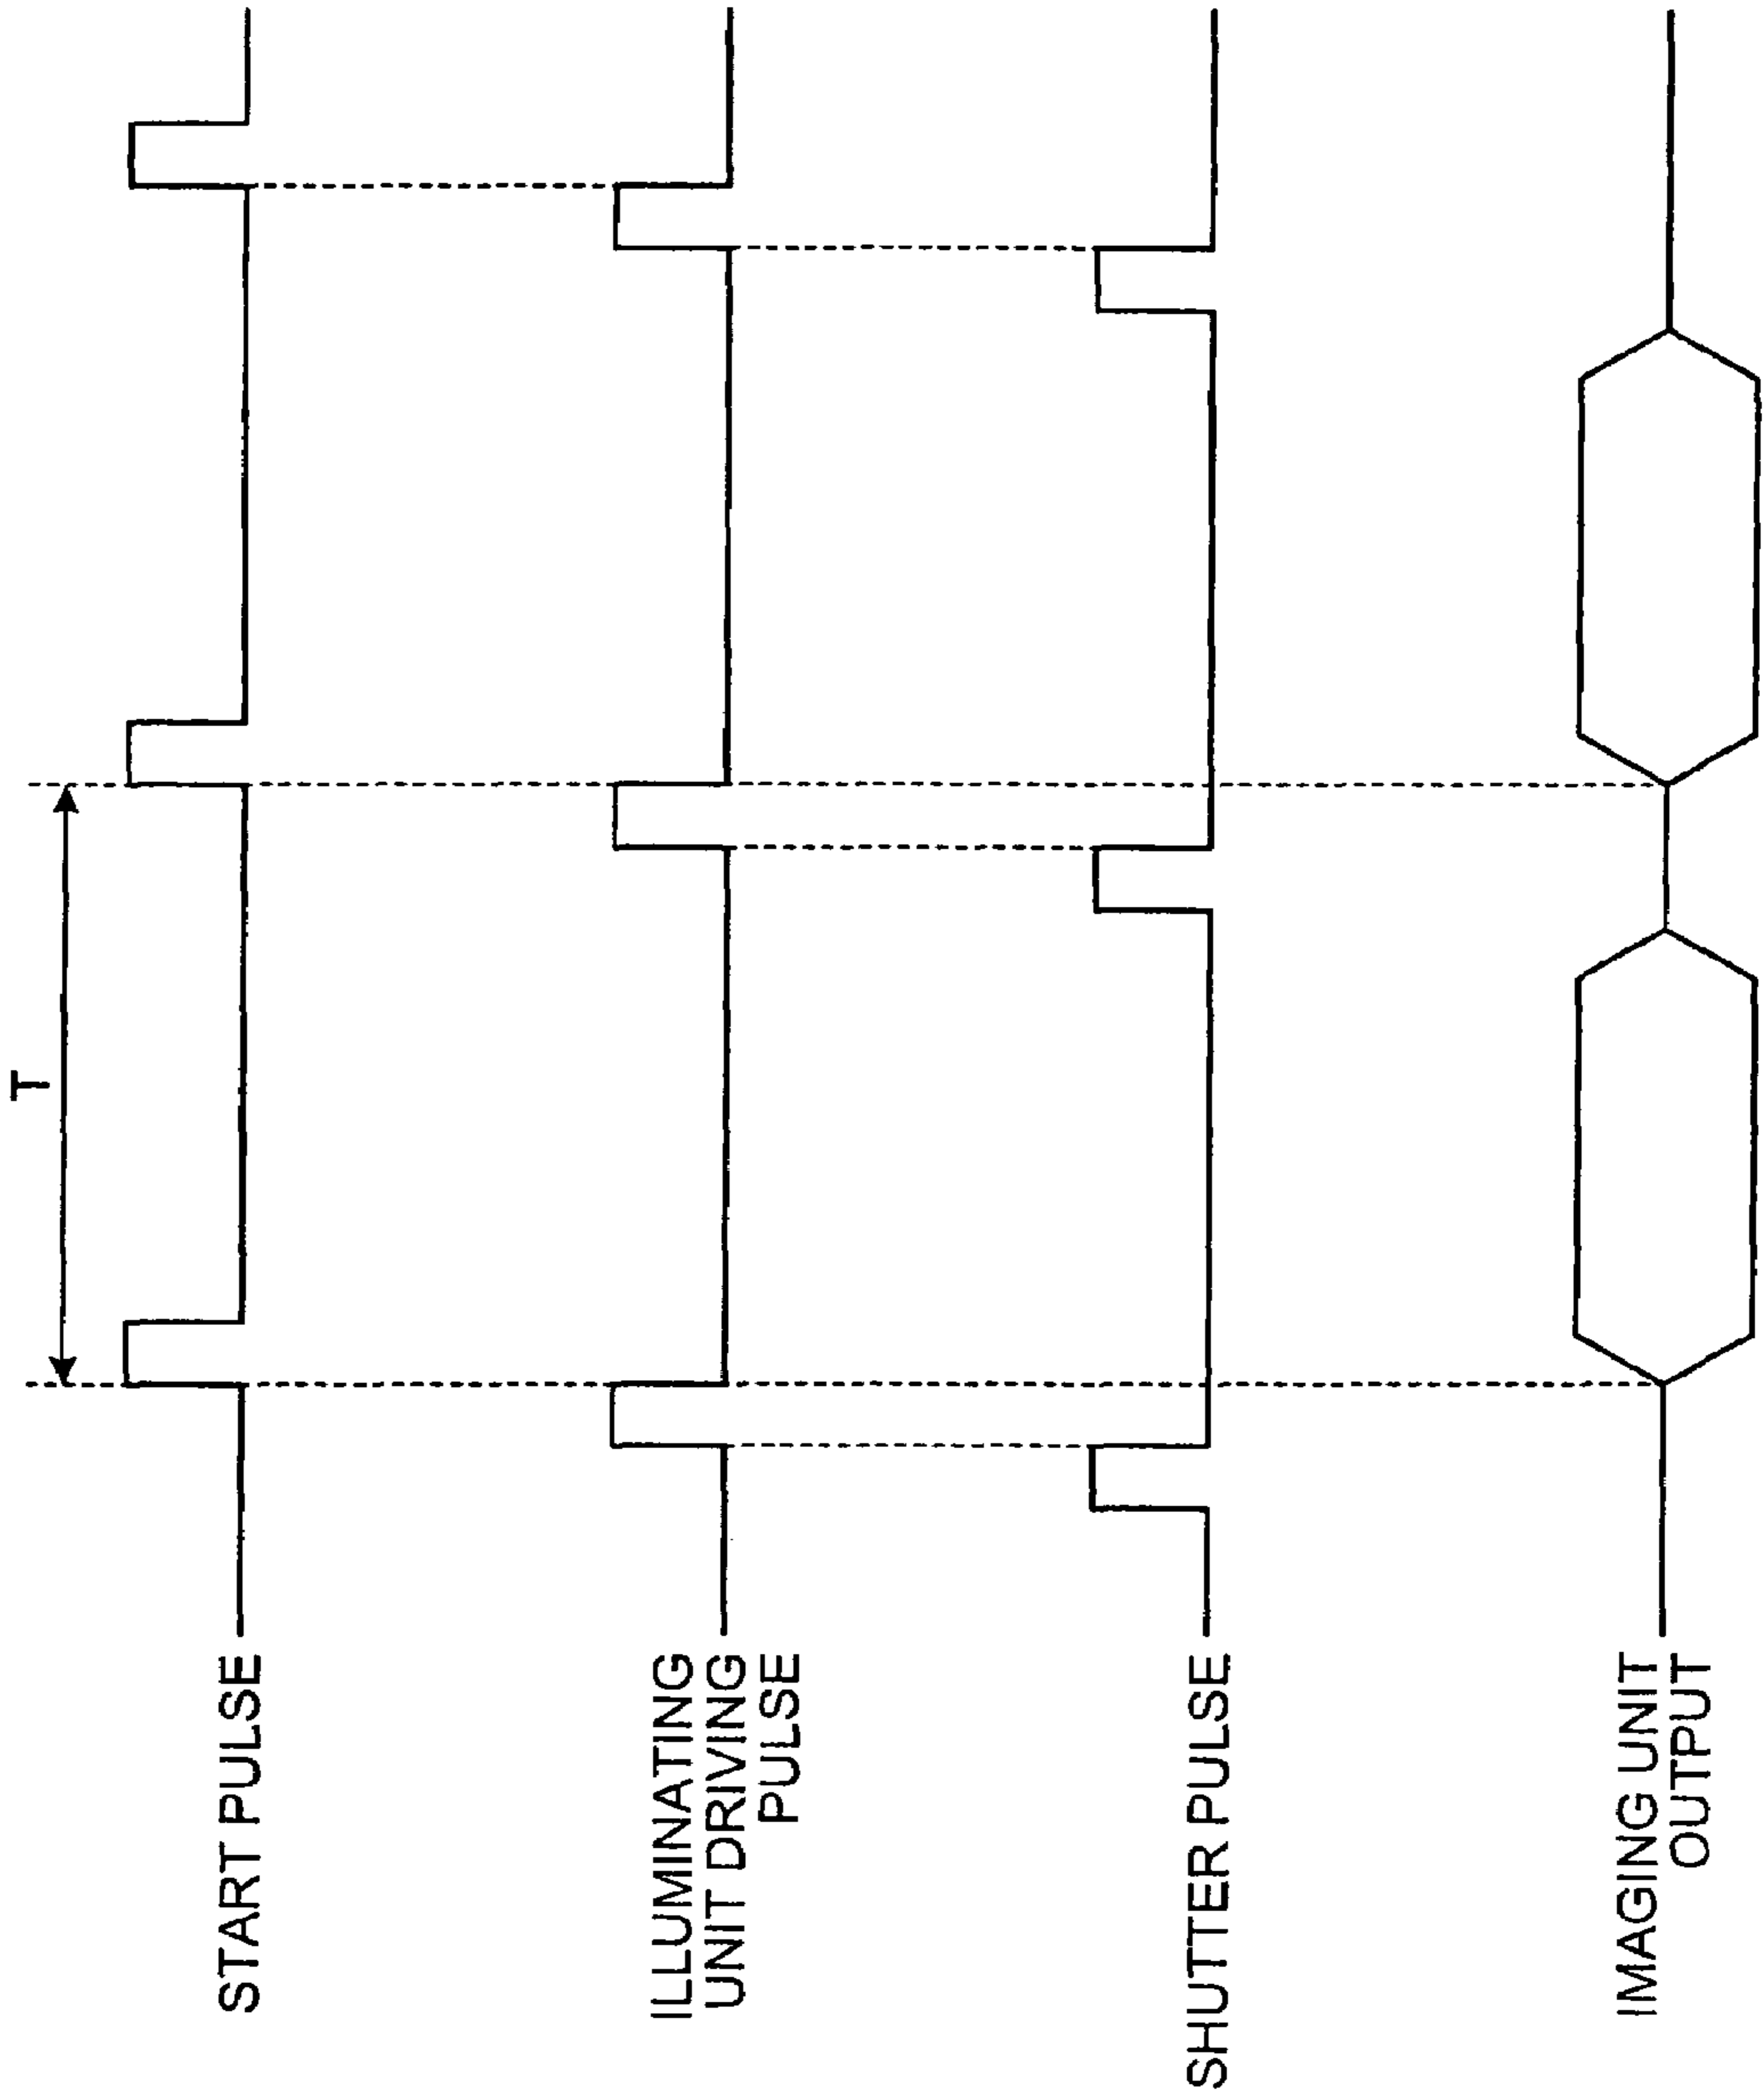 T
START PULSE
ILLUMINATING
UNIT DRIVING
PULSE
SHUTTER PULSE
IMAGING UNIT
OUTPUT